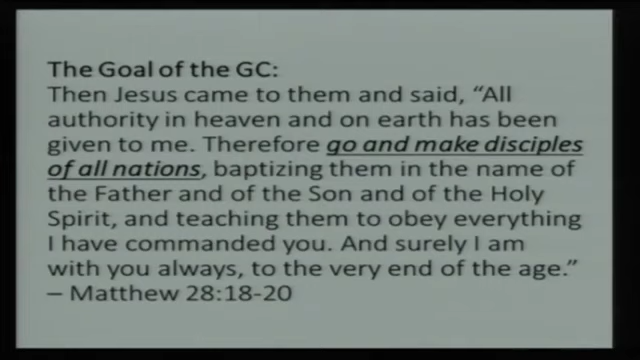 The Goal of the GC:
Then Jesus came to them and said, “All
authority in heaven and on earth has been
given to me. Therefore go and make disciples
of all nations, baptizing them in the name of
the Father and of the Son and of the Holy
Spirit, and teaching them to obey everything
I have commanded you. And surely I am
with you always, to the very end of the age.”
– Matthew 28:18-20